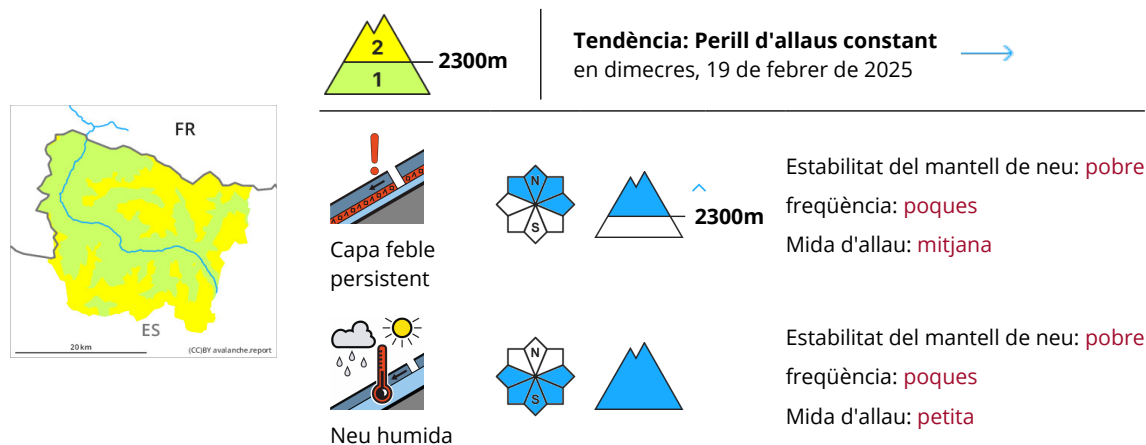 2
1
2300m
Tendència: Perill d'allaus constant
en dimecres, 19 de febrer de 2025
FR
ES
20 km
(CC)BY avalanche.report
N
S
2300m
Capa feble
persistent
Estabilitat del mantell de neu: pobre
freqüència: poques
Mida d'allau: mitjana
N
S
Neu humida
Estabilitat del mantell de neu: pobre
freqüència: poques
Mida d'allau: petita